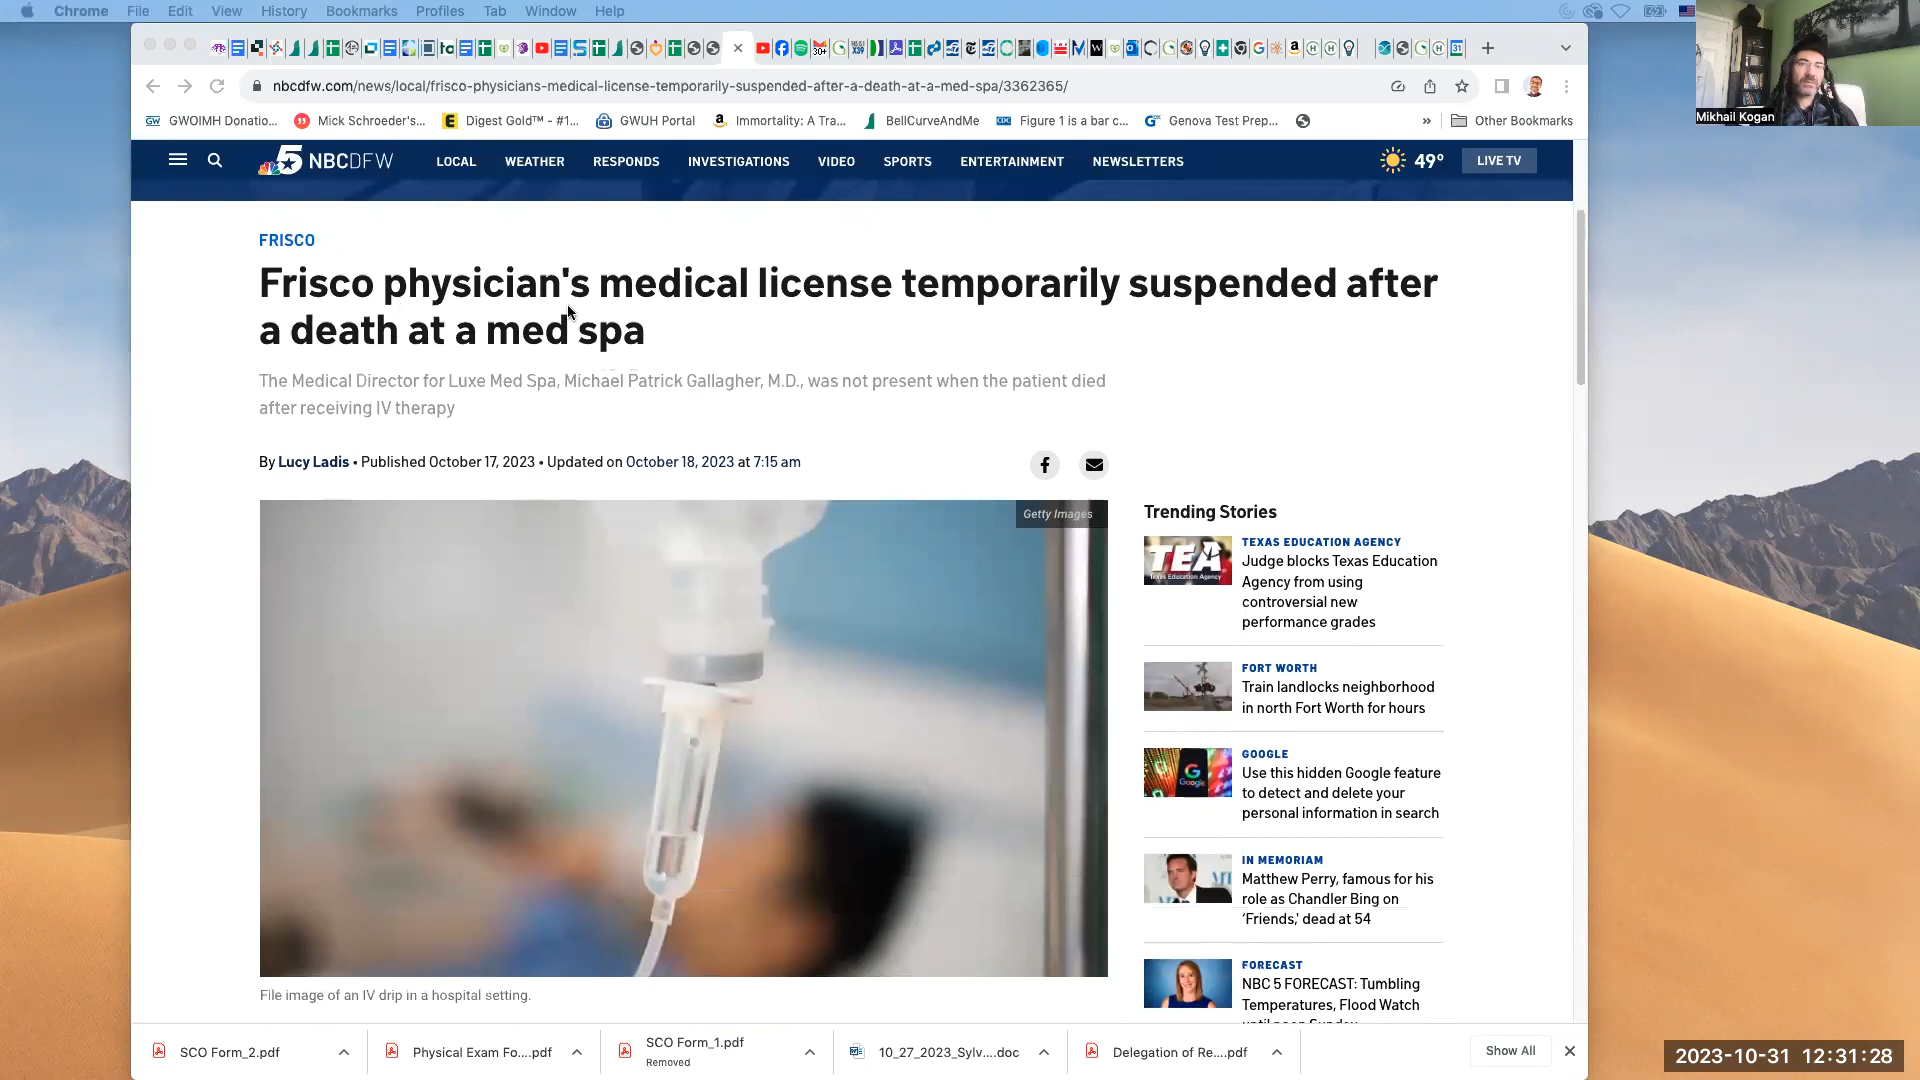 Chrome File Edit View History Bookmarks Profiles Tab Window Help
nbcdfw.com/news/local/frisco-physicians-medical-license-temporarily-suspended-after-a-death-at-a-med-spa/3362365/
GWOIMH Donatio... Mick Schroeder's... Digest Gold™ - #1... GWUH Portal Immortality: A Tra... BellCurveAndMe Figure 1 is a bar c... Genova Test Prep... » Other Bookmarks
5 NBCDFW LOCAL WEATHER RESPONDS INVESTIGATIONS VIDEO SPORTS ENTERTAINMENT NEWSLETTERS 49° LIVE TV
Mikhail Kogan
FRISCO
Frisco physician's medical license temporarily suspended after
a death at a med spa
The Medical Director for Luxe Med Spa, Michael Patrick Gallagher, M.D., was not present when the patient died
after receiving IV therapy
By Lucy Ladis • Published October 17, 2023 • Updated on October 18, 2023 at 7:15 am
Getty Images
File image of an IV drip in a hospital setting.
Trending Stories
TEA
Texas Education Agency
TEXAS EDUCATION AGENCY
Judge blocks Texas Education
Agency from using
controversial new
performance grades
FORT WORTH
Train landlocks neighborhood
in north Fort Worth for hours
Google
GOOGLE
Use this hidden Google feature
to detect and delete your
personal information in search
IN MEMORIAM
Matthew Perry, famous for his
role as Chandler Bing on
‘Friends,’ dead at 54
FORECAST
NBC 5 FORECAST: Tumbling
Temperatures, Flood Watch
until noon Sunday
SCO Form_2.pdf
Physical Exam Fo....pdf
SCO Form_1.pdf
Removed
10_27_2023_Sylv....doc
Delegation of Re....pdf
Show All
2023-10-31 12:31:28